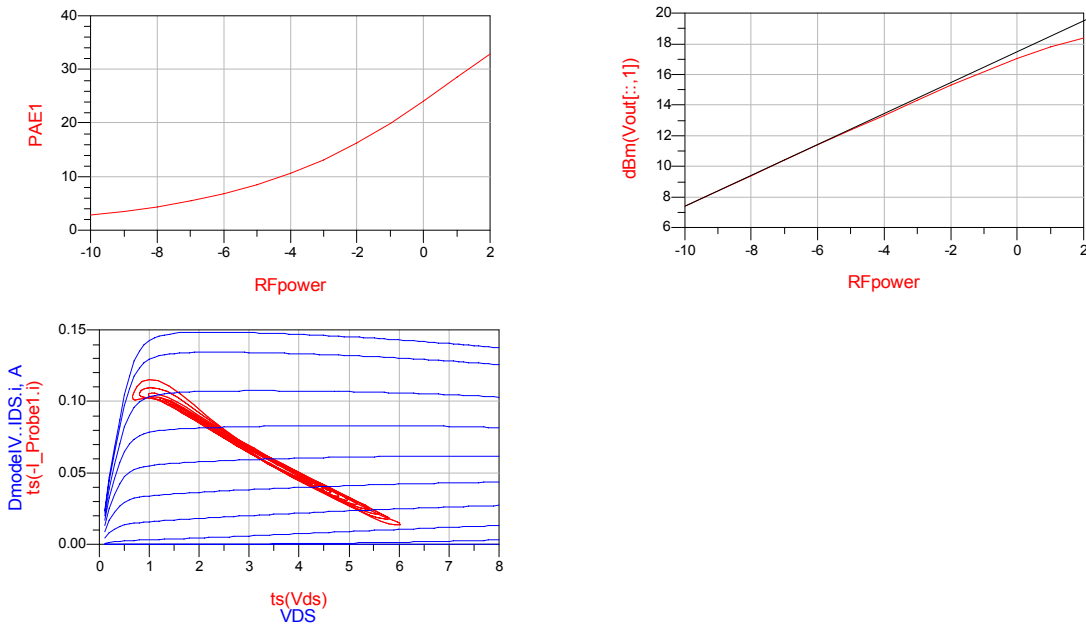 40
30
20
10
0
PAE1
-10 -8 -6 -4 -2 0 2
RFpower
20
18
16
14
12
10
8
6
dBm(Vout[::,1])
-10 -8 -6 -4 -2 0 2
RFpower
0.15
0.10
0.05
0.00
DmodelV..IDS.i, A
ts(-I_Probe1.i)
0 1 2 3 4 5 6 7 8
ts(Vds)
VDS